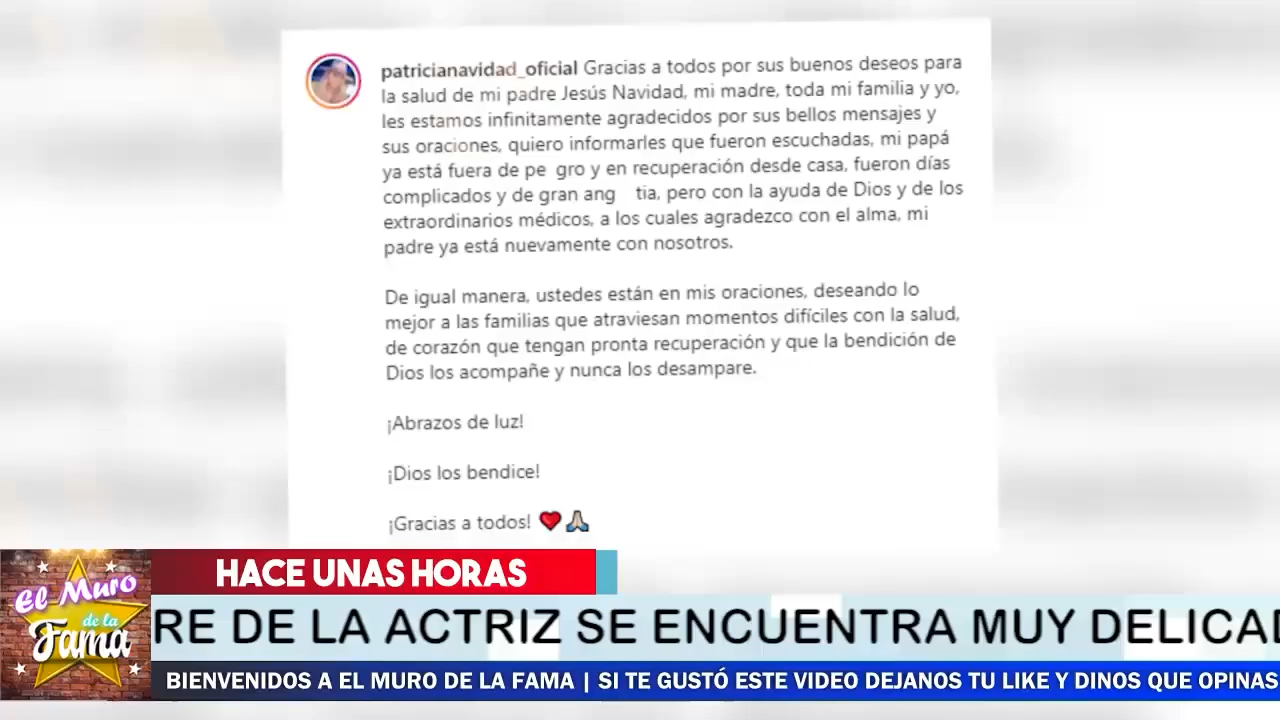 patricianavidad_oficial Gracias a todos por sus buenos deseos para
la salud de mi padre Jesús Navidad, mi madre, toda mi familia y yo,
les estamos infinitamente agradecidos por sus bellos mensajes y
sus oraciones, quiero informarles que fueron escuchadas, mi papá
ya está fuera de pe gro y en recuperación desde casa, fueron días
complicados y de gran ang tia, pero con la ayuda de Dios y de los
extraordinarios médicos, a los cuales agradezco con el alma, mi
padre ya está nuevamente con nosotros.
De igual manera, ustedes están en mis oraciones, deseando lo
mejor a las familias que atraviesan momentos difíciles con la salud,
de corazón que tengan pronta recuperación y que la bendición de
Dios los acompañe y nunca los desampare.
¡Abrazos de luz!
¡Dios los bendice!
¡Gracias a todos! ❤️🙏🏻
HACE UNAS HORAS
El Muro
de la
Fama
RE DE LA ACTRIZ SE ENCUENTRA MUY DELICAD
BIENVENIDOS A EL MURO DE LA FAMA | SI TE GUSTÓ ESTE VIDEO DEJANOS TU LIKE Y DINOS QUE OPINAS